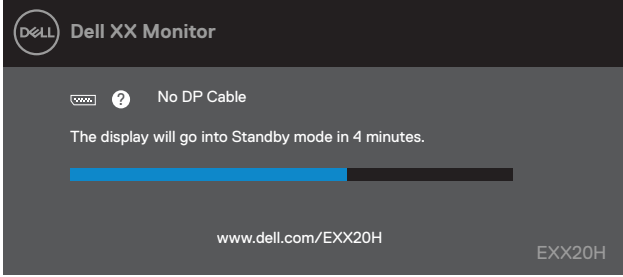 DELL
Dell XX Monitor
? No DP Cable
The display will go into Standby mode in 4 minutes.
www.dell.com/EXX20H
EXX20H